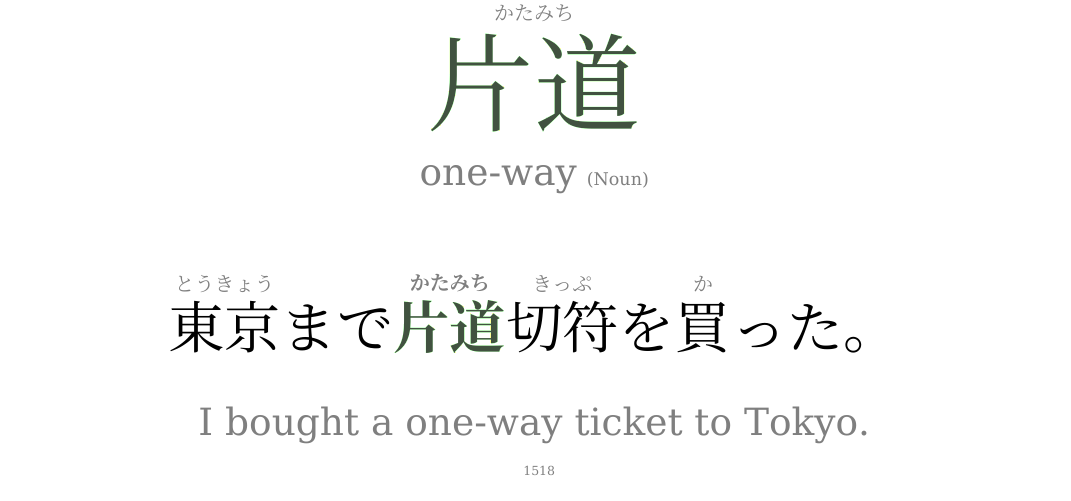 かたみち
片道
one-way (Noun)
とうきょう かたみち きっぷ か
東京まで片道切符を買った。
I bought a one-way ticket to Tokyo.
1518